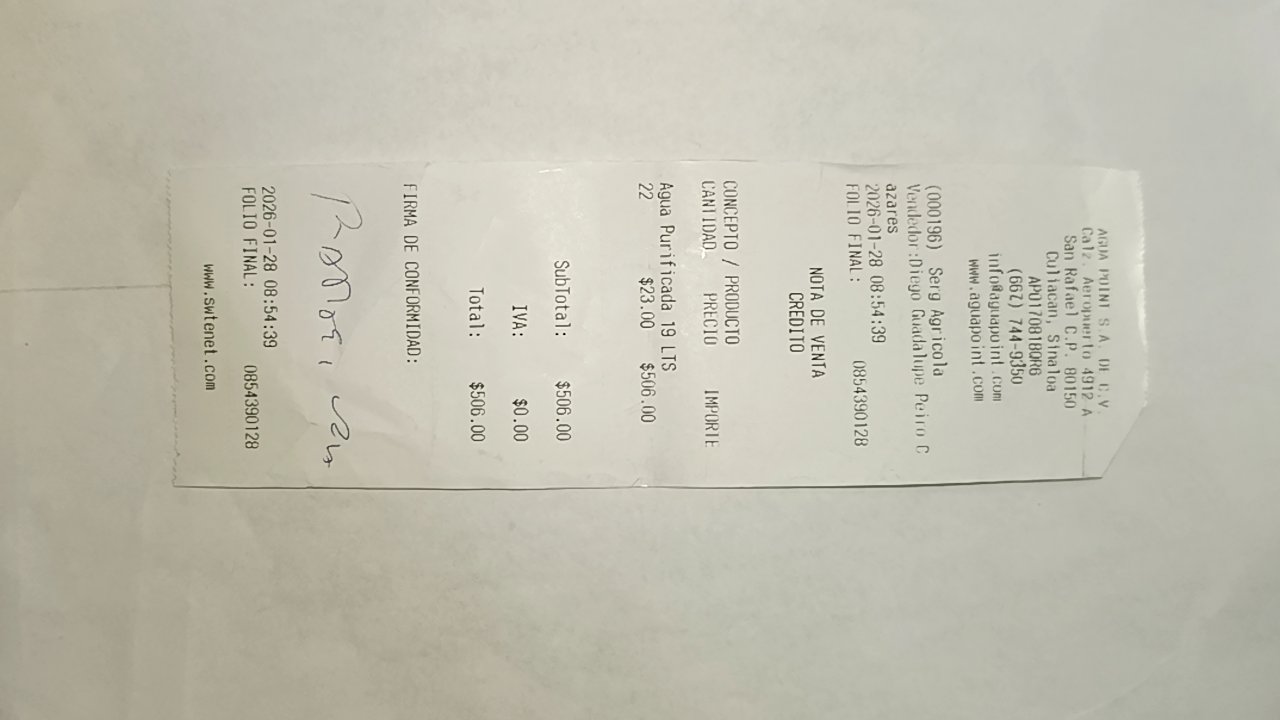 AGUA POINT S.A. DE C.V.
Calz. Aeropuerto 4912 A
San Rafael C.P. 80150
Culiacan, Sinaloa
APO170818QR6
(667) 744-9350
info@aguapoint.com
www.aguapoint.com
(000196) Serg Agricola
Vendedor:Diego Guadalupe Peiro C
azares
2026-01-28 08:54:39
FOLIO FINAL: 0854390128
NOTA DE VENTA
CREDITO
CONCEPTO / PRODUCTO
CANTIDAD PRECIO IMPORTE
Agua Purificada 19 LTS
22 $23.00 $506.00
SubTotal: $506.00
IVA: $0.00
Total: $506.00
FIRMA DE CONFORMIDAD:
2026-01-28 08:54:39
FOLIO FINAL: 0854390128
www.swtenet.com